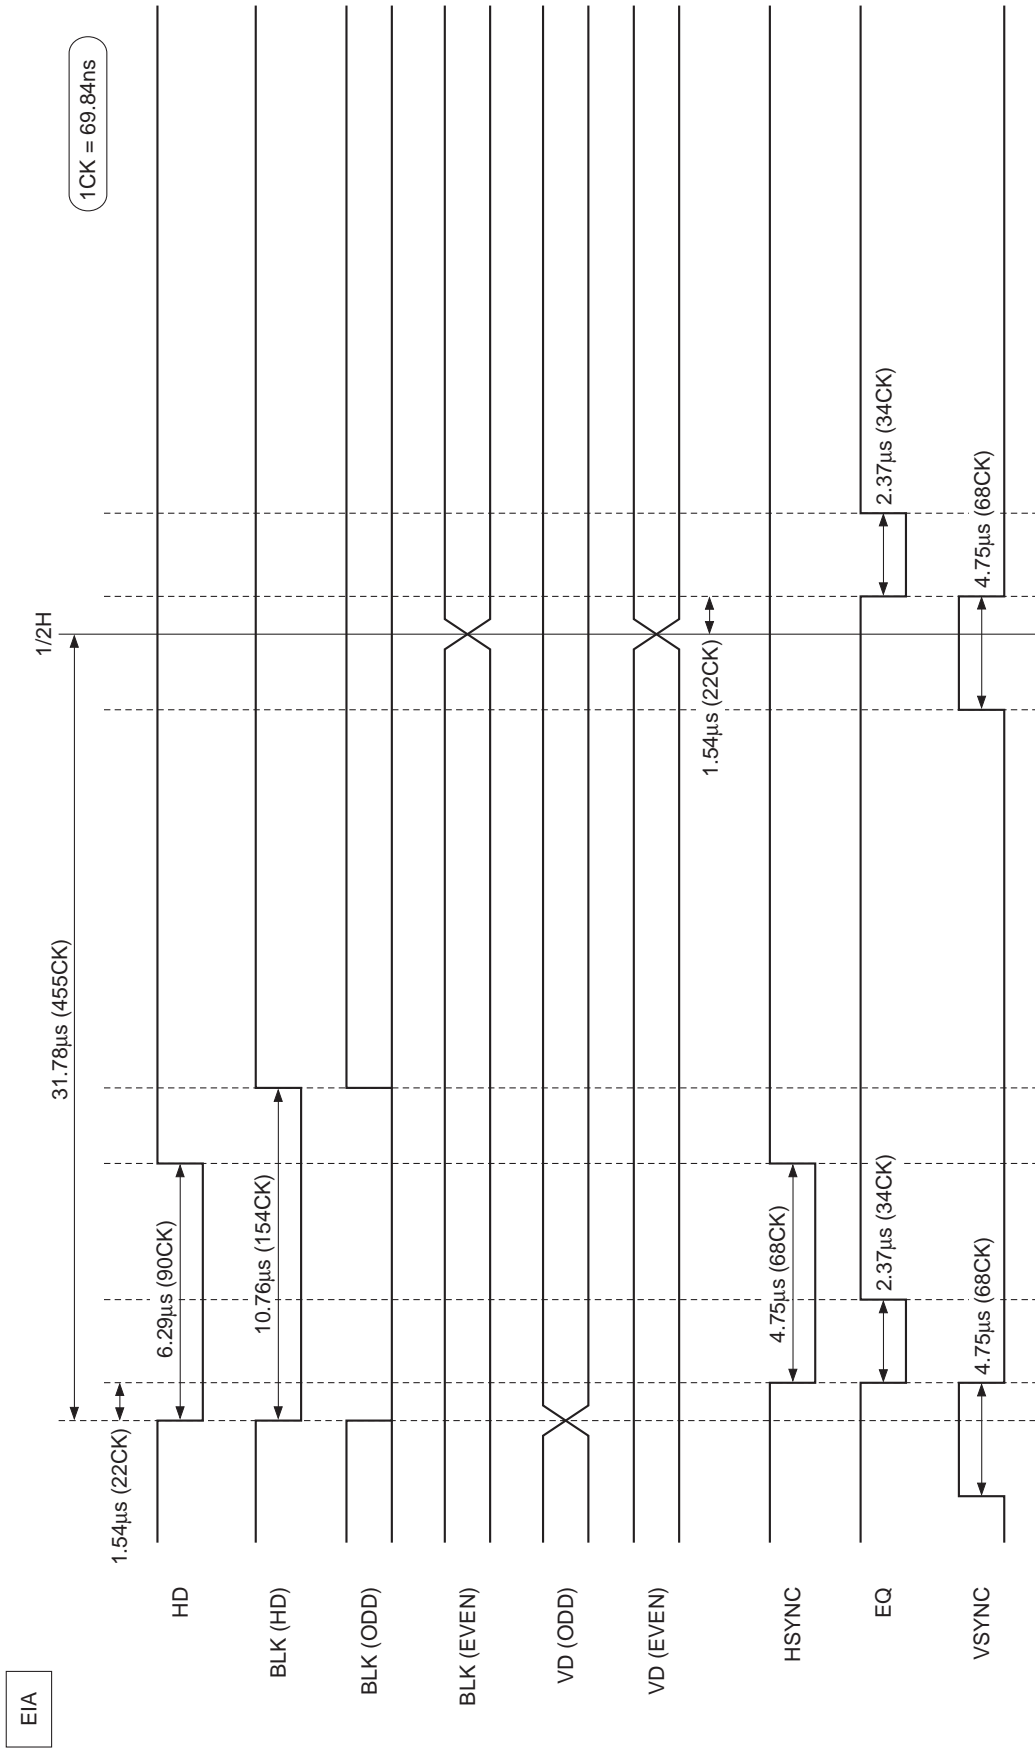 EIA
1CK = 69.84ns
1/2H
31.78µs (455CK)
1.54µs (22CK)
HD
6.29µs (90CK)
BLK (HD)
10.76µs (154CK)
BLK (ODD)
BLK (EVEN)
VD (ODD)
VD (EVEN)
1.54µs (22CK)
HSYNC
4.75µs (68CK)
EQ
2.37µs (34CK)
2.37µs (34CK)
VSYNC
4.75µs (68CK)
4.75µs (68CK)